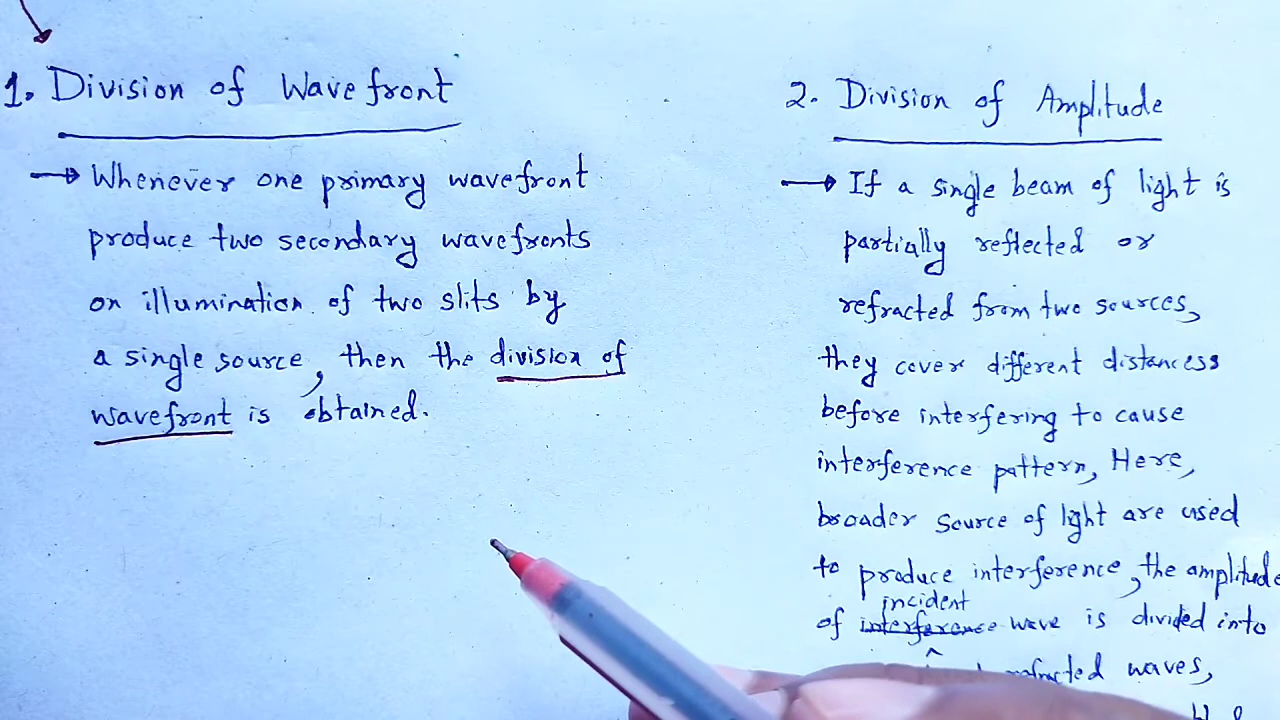 1. Division of Wavefront
→ Whenever one primary wavefront
produce two secondary wavefronts
on illumination of two slits by
a single source, then the division of
wavefront is obtained.
2. Division of Amplitude
→ If a single beam of light is
partially reflected or
refracted from two sources,
they cover different distancess
before interfering to cause
interference pattern, Here,
broader source of light are used
to produce interference, the amplitude
incident
of interference wave is divided into
refracted waves,